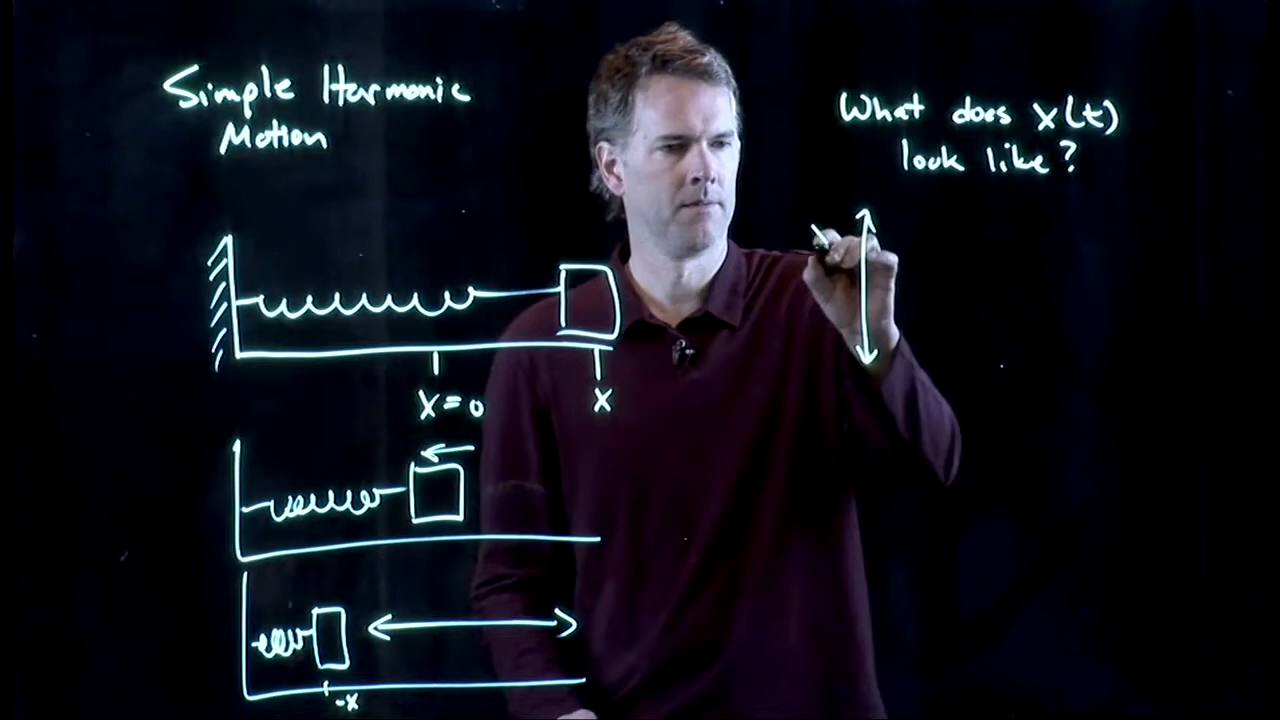 Simple Harmonic
Motion
What does x(t)
look like?
x = 0
x
-x